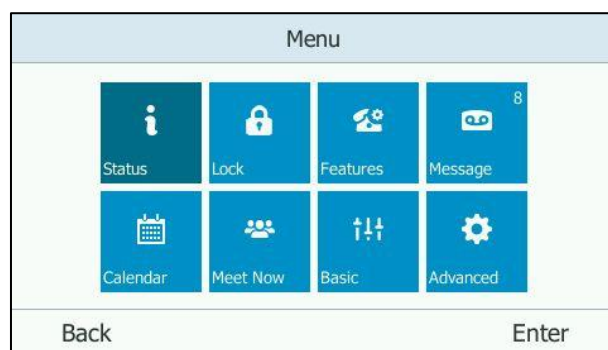 Menu
8
Status Lock Features Message
Calendar Meet Now Basic Advanced
Back Enter